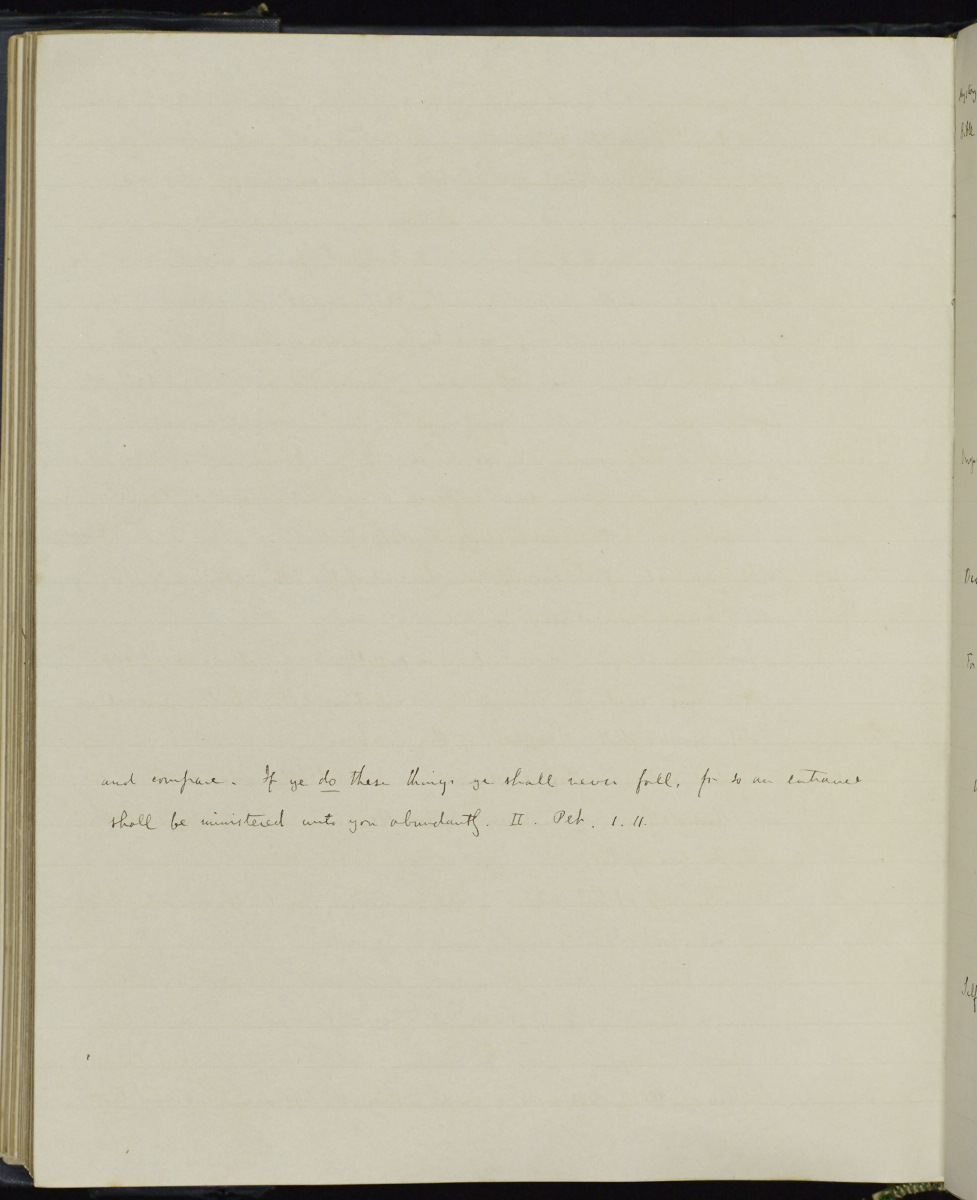 and compare. If ye do these things ye shall never fall, for so an entrance
shall be ministered unto you abundantly. II. Pet. 1. 11.